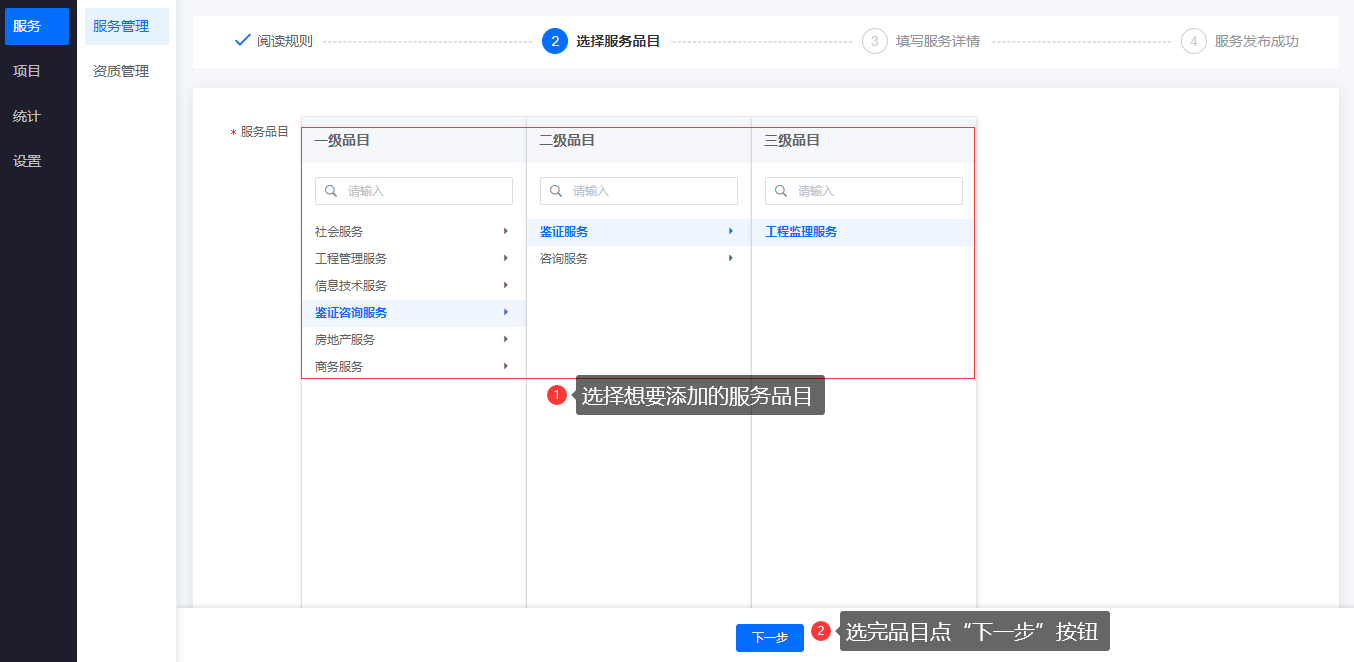 服务
项目
统计
设置
服务管理
资质管理
阅读规则
2 选择服务品目
3 填写服务详情
4 服务发布成功
* 服务品目
一级品目
请输入
社会服务
工程管理服务
信息技术服务
鉴证咨询服务
房地产服务
商务服务
二级品目
请输入
鉴证服务
咨询服务
三级品目
请输入
工程监理服务
1 选择想要添加的服务品目
下一步
2 选完品目点“下一步”按钮